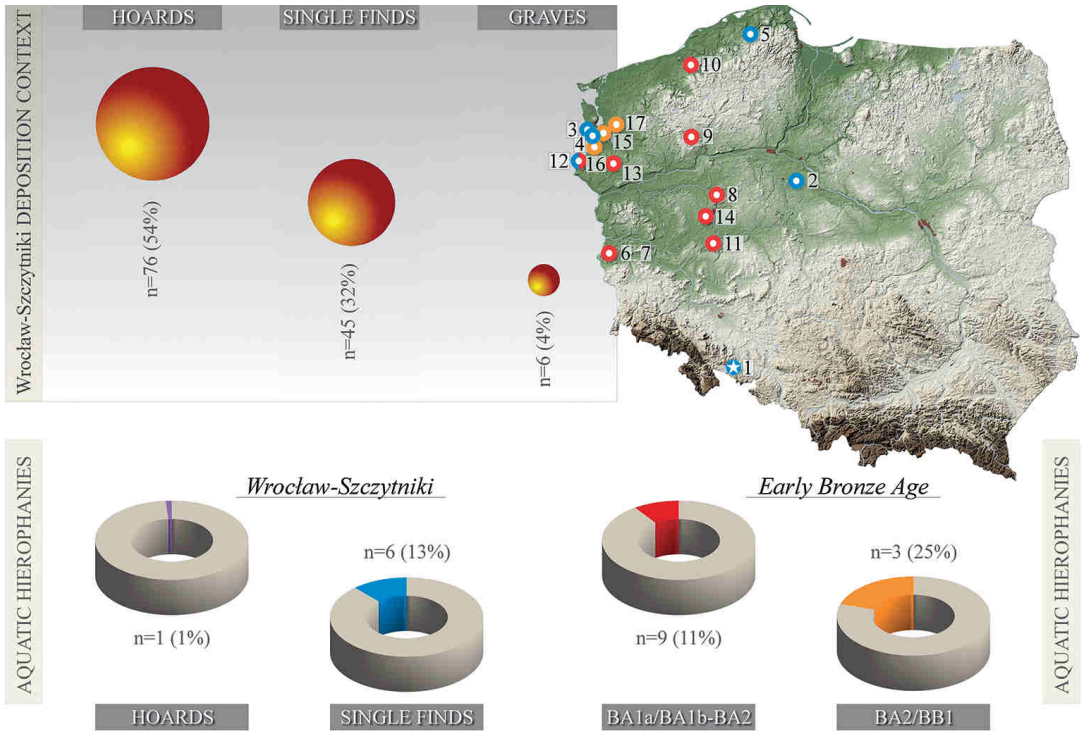 Wrocław-Szczytniki DEPOSITION CONTEXT
HOARDS
SINGLE FINDS
GRAVES
n=76 (54%)
n=45 (32%)
n=6 (4%)
5
10
3
17
4
15
9
12
16
13
2
8
14
11
6 7
1
AQUATIC HIEROPHANIES
Wrocław-Szczytniki
n=1 (1%)
HOARDS
n=6 (13%)
SINGLE FINDS
Early Bronze Age
n=9 (11%)
BA1a/BA1b-BA2
n=3 (25%)
BA2/BB1
AQUATIC HIEROPHANIES